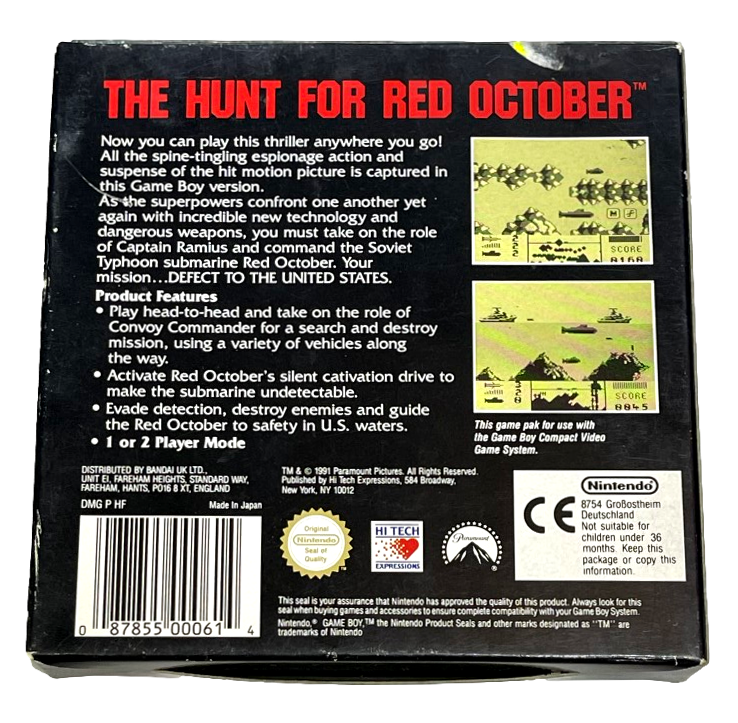 THE HUNT FOR RED OCTOBER™
Now you can play this thriller anywhere you go!
All the spine-tingling espionage action and
suspense of the hit motion picture is captured in
this Game Boy version.
As the superpowers confront one another yet
again with incredible new technology and
dangerous weapons, you must take on the role
of Captain Ramius and command the Soviet
Typhoon submarine Red October. Your
mission...DEFECT TO THE UNITED STATES.
Product Features
• Play head-to-head and take on the role of
Convoy Commander for a search and destroy
mission, using a variety of vehicles along
the way.
• Activate Red October's silent cativation drive to
make the submarine undetectable.
• Evade detection, destroy enemies and guide
the Red October to safety in U.S. waters.
• 1 or 2 Player Mode
M
SCORE
0160
SCORE
0045
This game pak for use with
the Game Boy Compact Video
Game System.
DISTRIBUTED BY BANDAI UK LTD.,
UNIT EI, FAREHAM HEIGHTS, STANDARD WAY,
FAREHAM, HANTS, PO16 8 XT, ENGLAND
DMG P HF
Made In Japan
TM & © 1991 Paramount Pictures. All Rights Reserved.
Published by Hi Tech Expressions, 584 Broadway,
New York, NY 10012
Original
Nintendo
Seal of
Quality
HI TECH
EXPRESSIONS
Paramount
CE
Nintendo
8754 Großostheim
Deutschland
Not suitable for
children under 36
months. Keep this
package or copy this
information.
0 87855 00061 4
This seal is your assurance that Nintendo has approved the quality of this product. Always look for this
seal when buying games and accessories to ensure complete compatibility with your Game Boy System.
Nintendo,® GAME BOY,™ the Nintendo Product Seals and other marks designated as "TM" are
trademarks of Nintendo